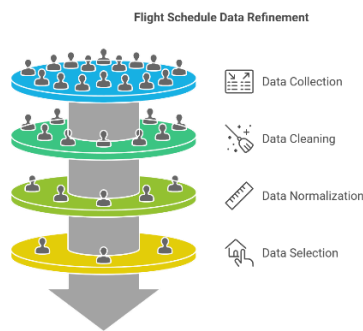 Flight Schedule Data Refinement
Data Collection
Data Cleaning
Data Normalization
Data Selection